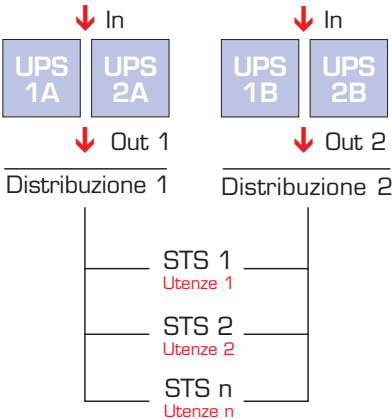 In
In
UPS
1A
UPS
2A
UPS
1B
UPS
2B
Out 1
Out 2
Distribuzione 1
Distribuzione 2
STS 1
Utenze 1
STS 2
Utenze 2
STS n
Utenze n